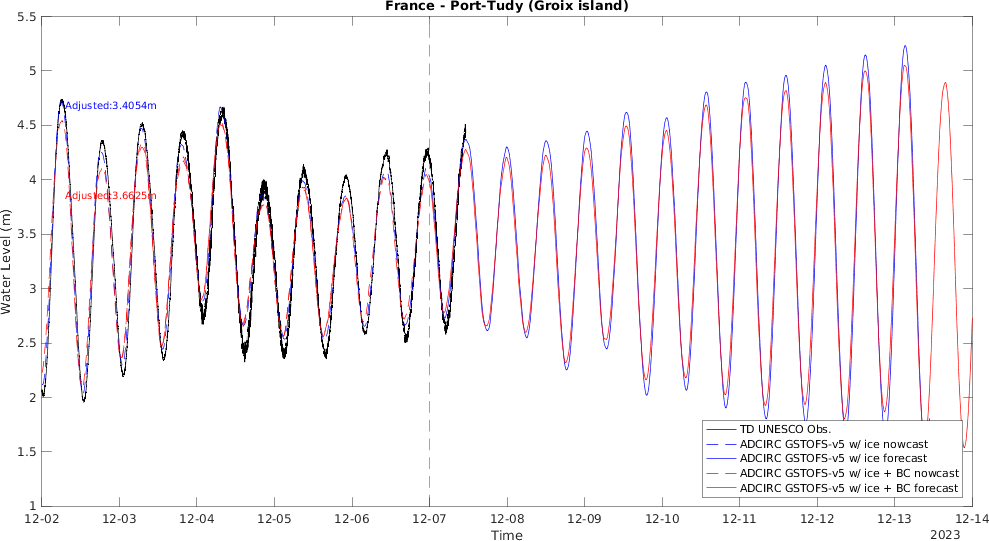 France - Port-Tudy (Groix island)
5.5
5
4.5
4
3.5
3
2.5
2
1.5
1
Water Level (m)
Adjusted:3.4054m
Adjusted:3.6625m
TD UNESCO Obs.
ADCIRC GSTOFS-v5 w/ ice nowcast
ADCIRC GSTOFS-v5 w/ ice forecast
ADCIRC GSTOFS-v5 w/ ice + BC nowcast
ADCIRC GSTOFS-v5 w/ ice + BC forecast
12-02 12-03 12-04 12-05 12-06 12-07 12-08 12-09 12-10 12-11 12-12 12-13 12-14
Time
2023